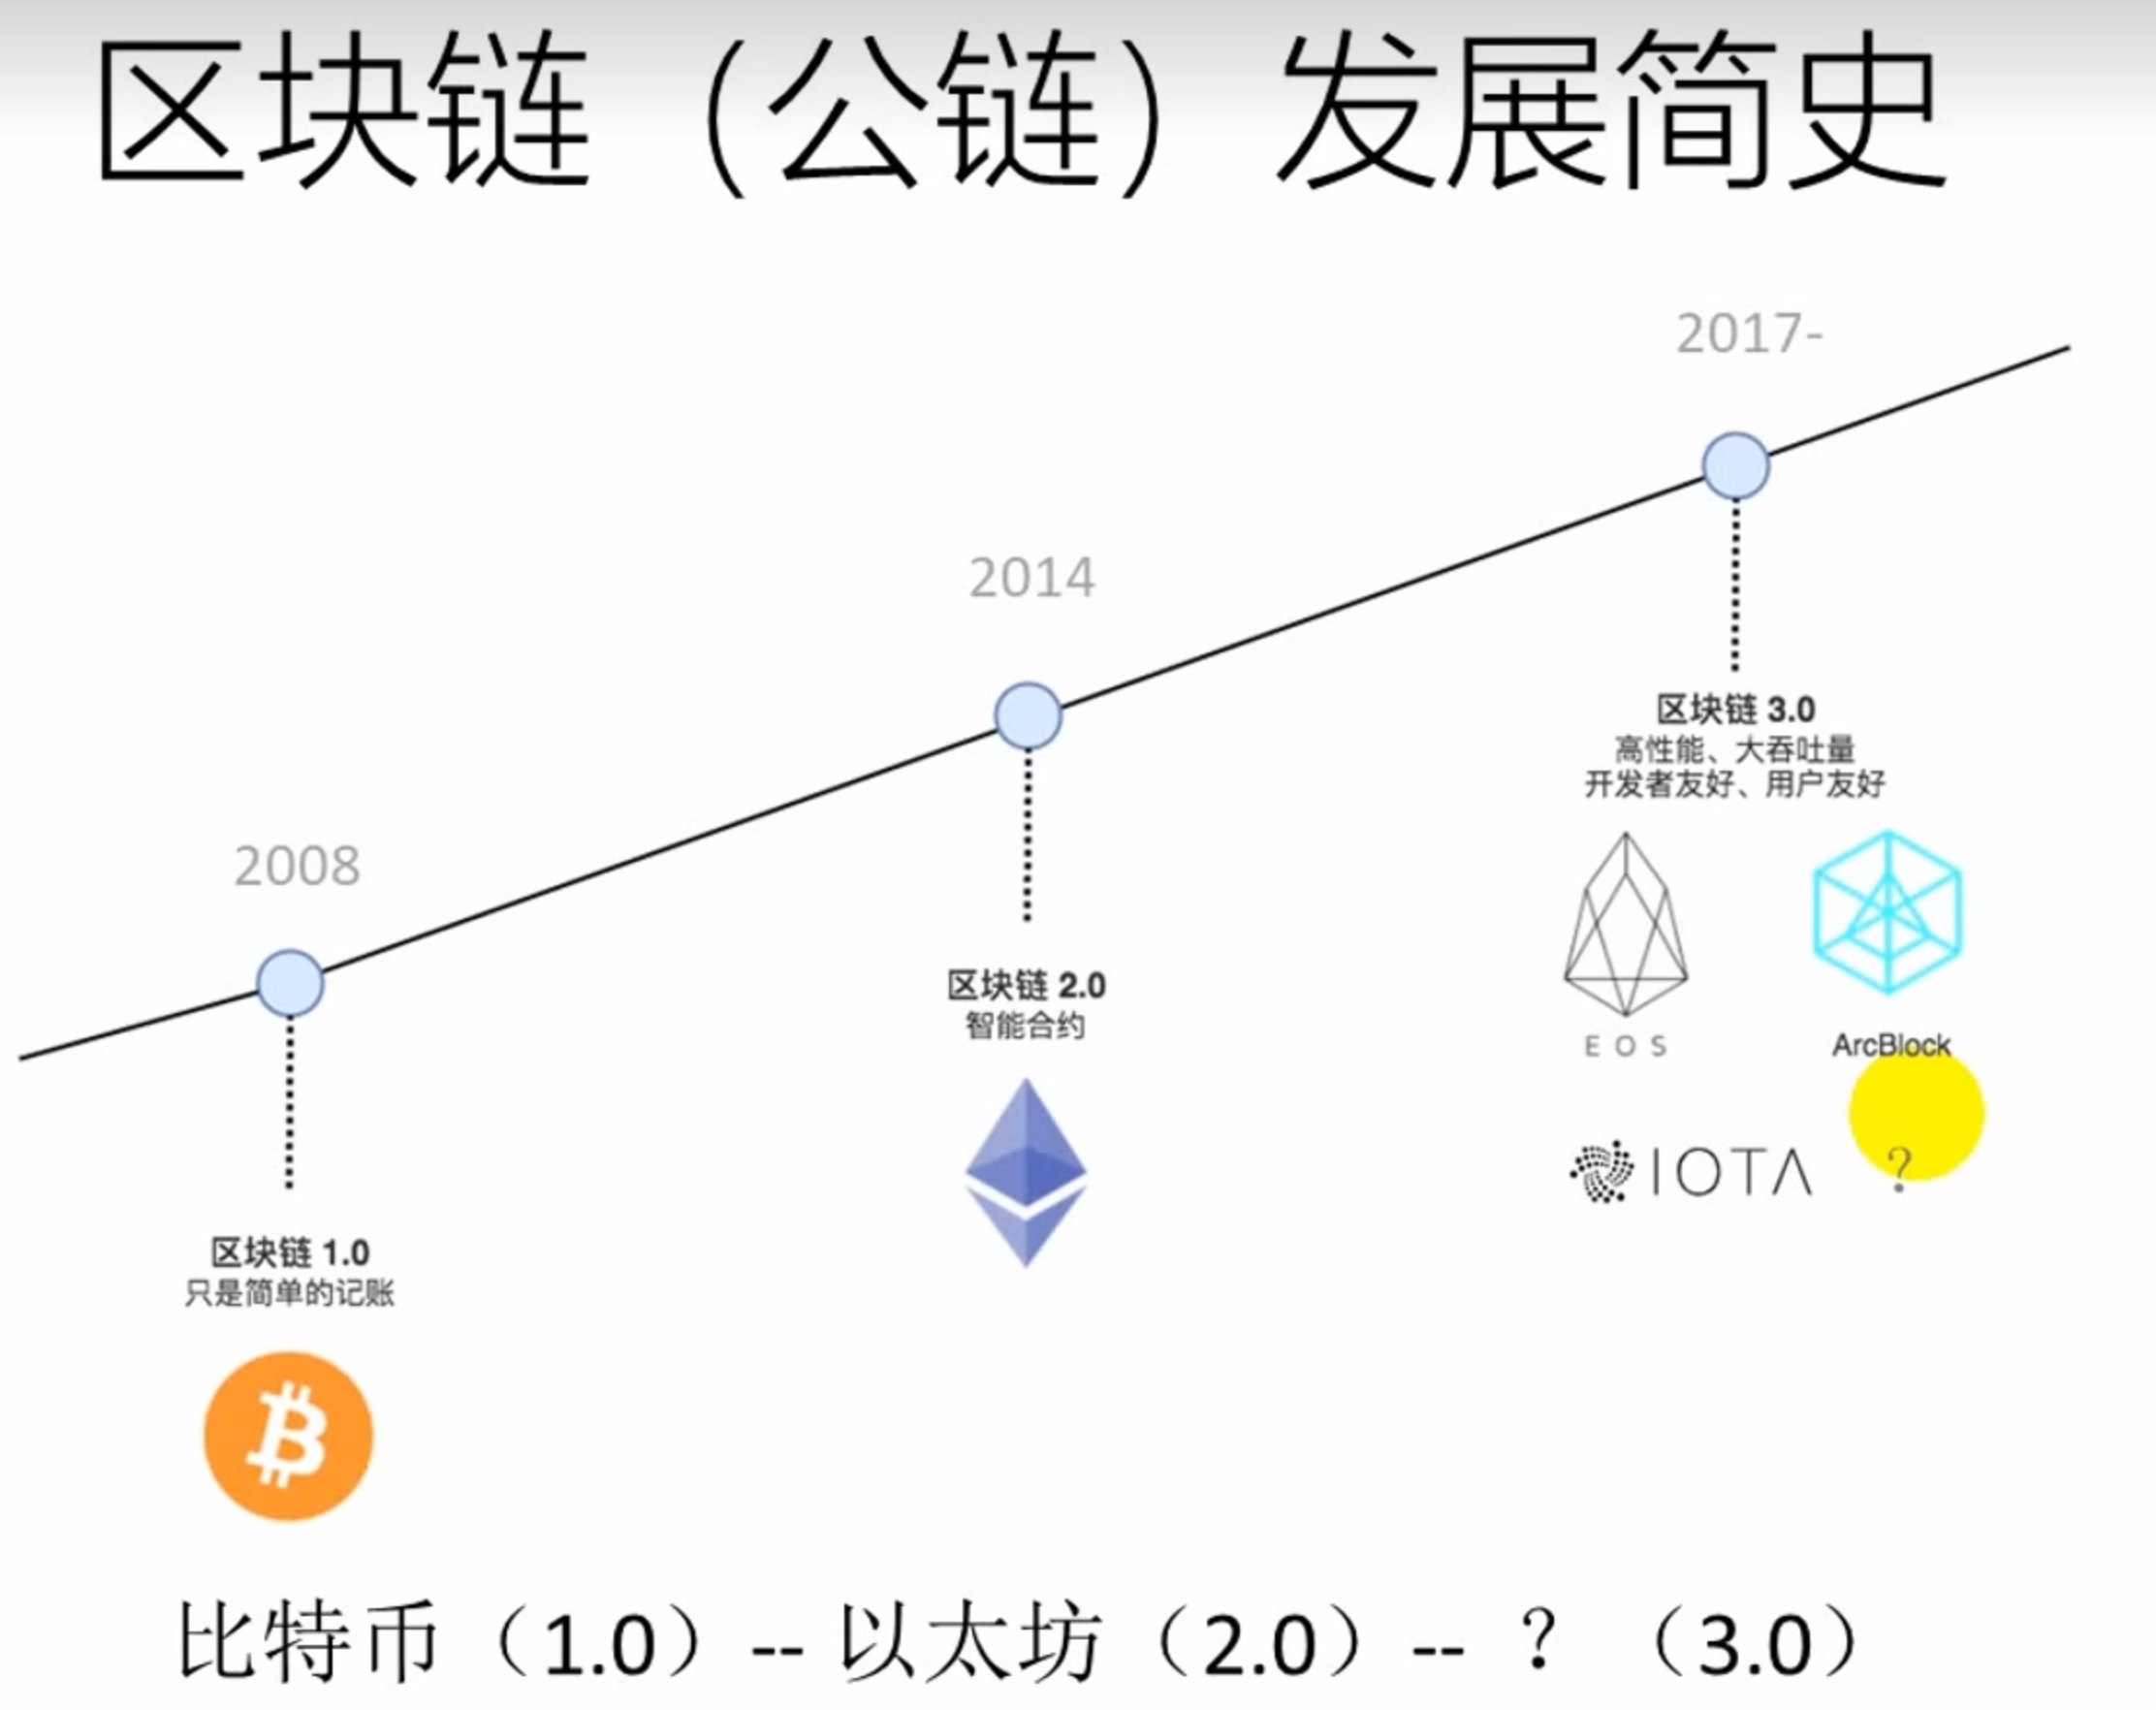 区块链（公链）发展简史
2017-
2014
2008
区块链 3.0
高性能、大吞吐量
开发者友好、用户友好
EOS
ArcBlock
IOTA
?
区块链 2.0
智能合约
区块链 1.0
只是简单的记账
比特币（1.0）-- 以太坊（2.0）-- ？（3.0）